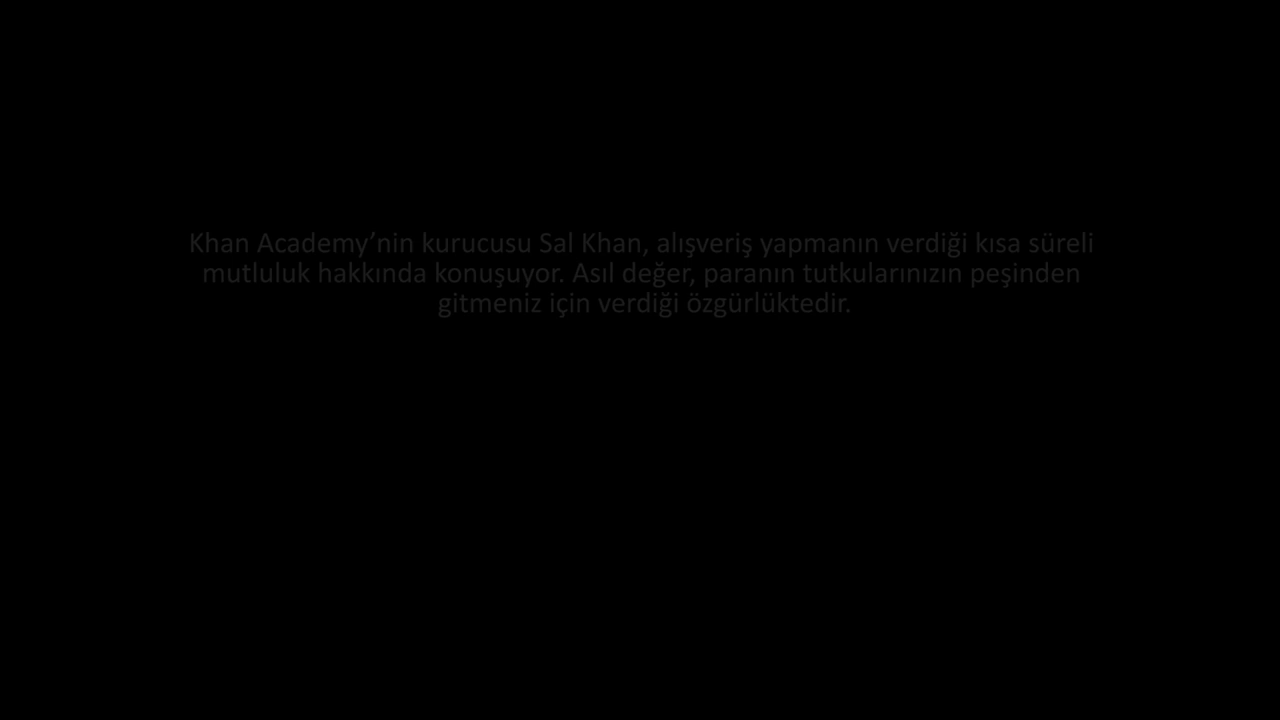 Khan Academy’nin kurucusu Sal Khan, alışveriş yapmanın verdiği kısa süreli
mutluluk hakkında konuşuyor. Asıl değer, paranın tutkularınızın peşinden
gitmeniz için verdiği özgürlüktedir.